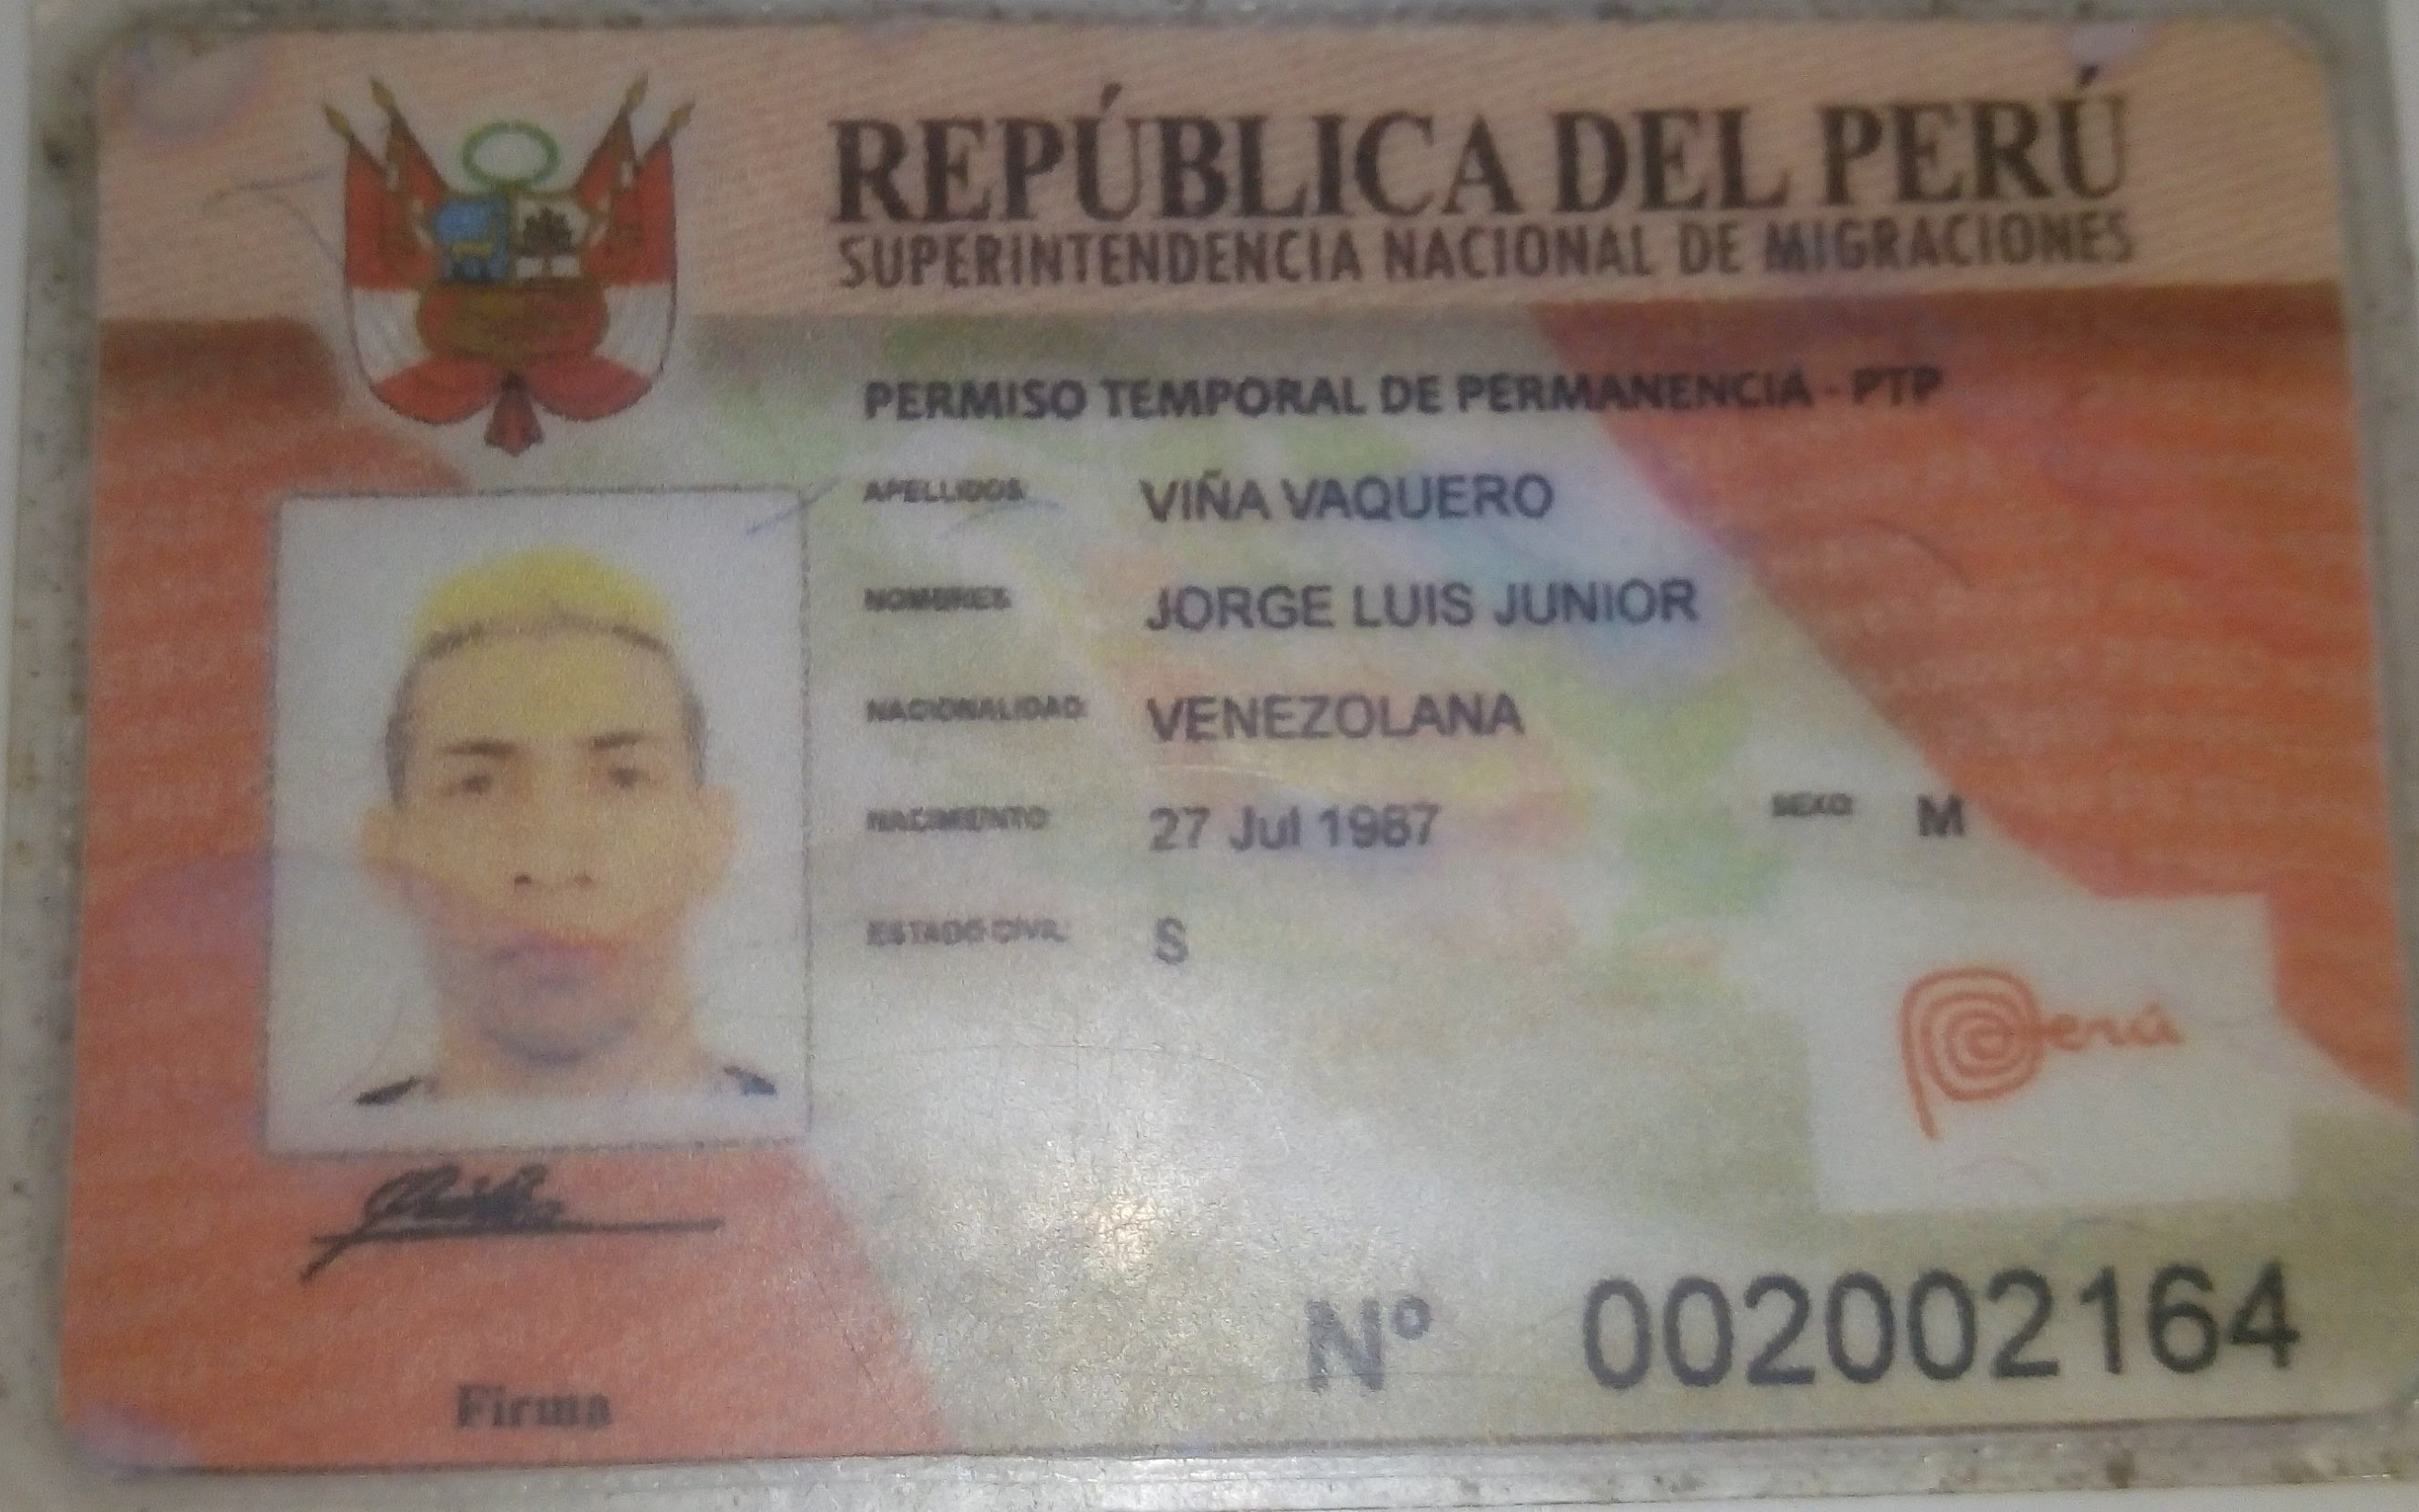 REPÚBLICA DEL PERÚ
SUPERINTENDENCIA NACIONAL DE MIGRACIONES
PERMISO TEMPORAL DE PERMANENCIA - PTP
APELLIDOS VIÑA VAQUERO
NOMBRES JORGE LUIS JUNIOR
NACIONALIDAD: VENEZOLANA
NACIMIENTO 27 Jul 1987 SEXO: M
ESTADO CIVIL: S
Perú
Nº 002002164
Firma